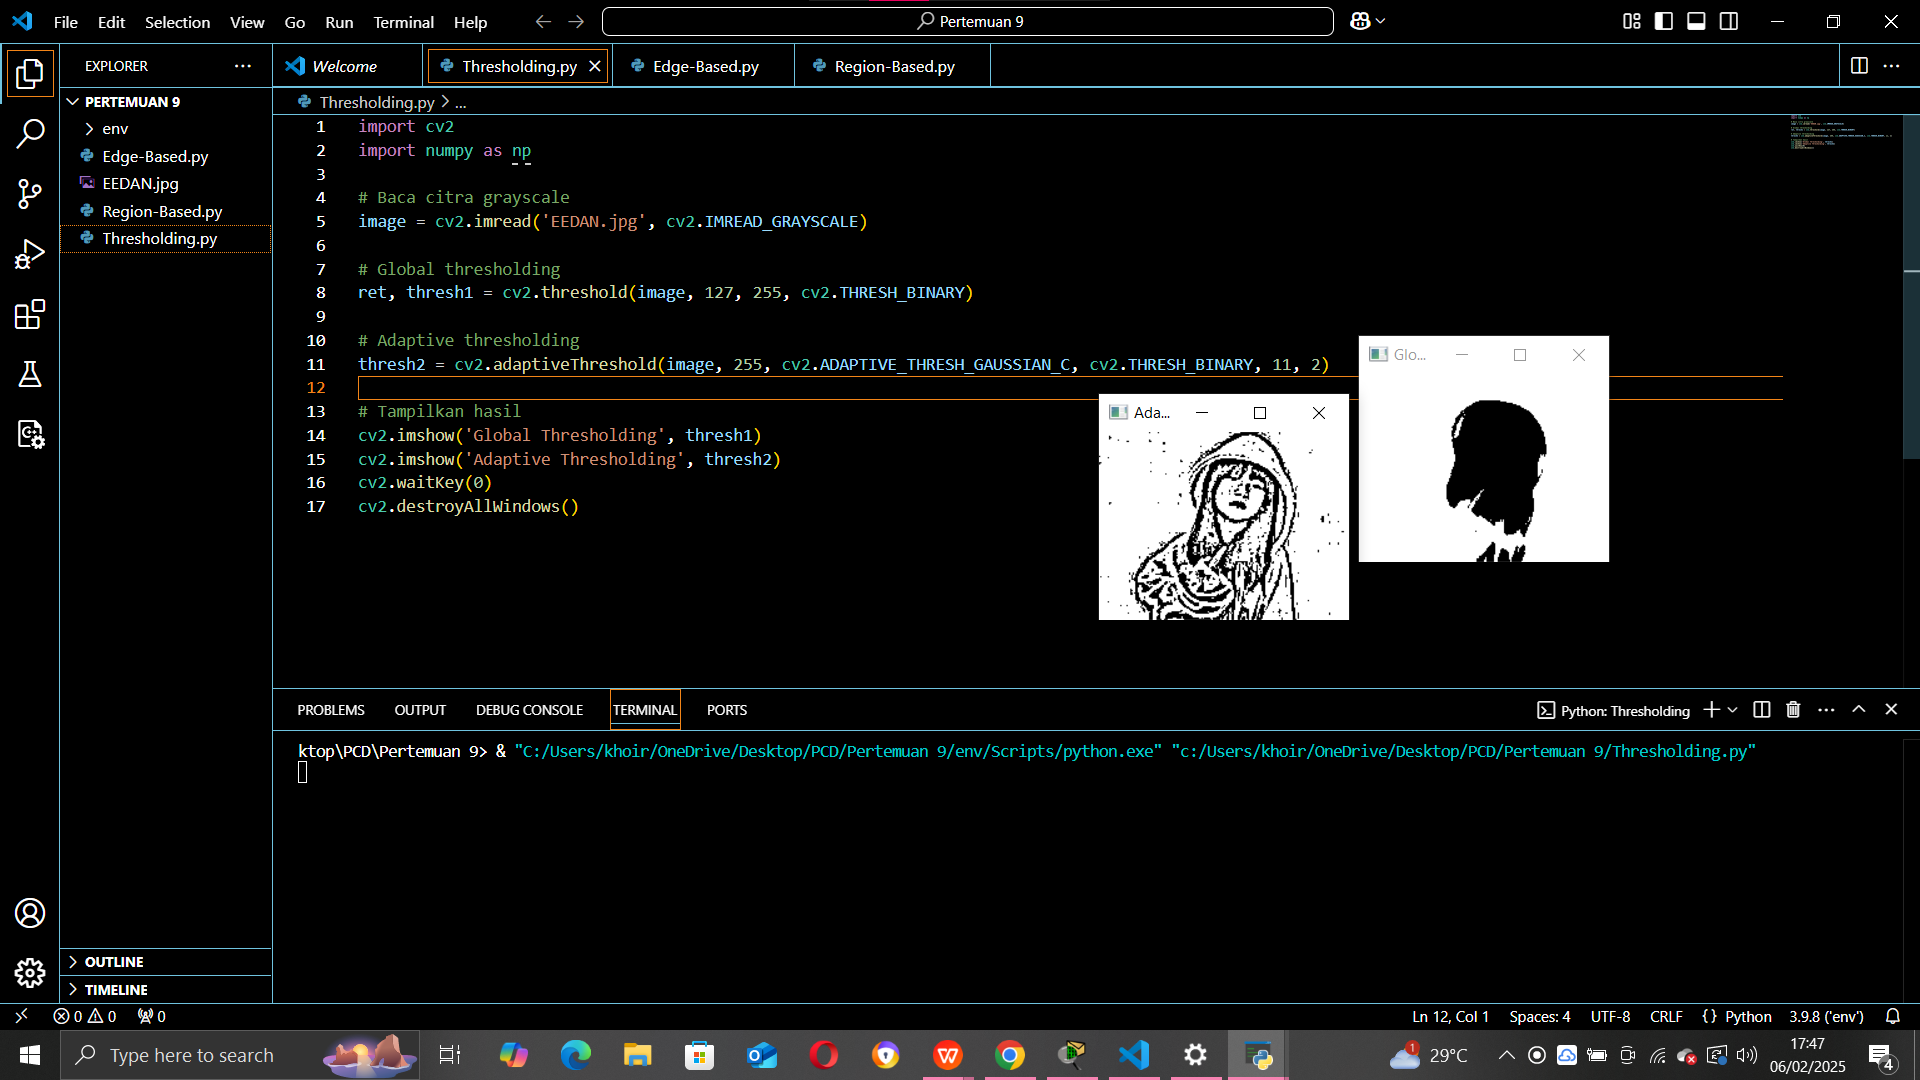 File Edit Selection View Go Run Terminal Help
Pertemuan 9
EXPLORER
Welcome
Thresholding.py
Edge-Based.py
Region-Based.py
PERTEMUAN 9
env
Edge-Based.py
EEDAN.jpg
Region-Based.py
Thresholding.py
Thresholding.py > ...
1 import cv2
2 import numpy as np
3
4 # Baca citra grayscale
5 image = cv2.imread('EEDAN.jpg', cv2.IMREAD_GRAYSCALE)
6
7 # Global thresholding
8 ret, thresh1 = cv2.threshold(image, 127, 255, cv2.THRESH_BINARY)
9
10 # Adaptive thresholding
11 thresh2 = cv2.adaptiveThreshold(image, 255, cv2.ADAPTIVE_THRESH_GAUSSIAN_C, cv2.THRESH_BINARY, 11, 2)
12
13 # Tampilkan hasil
14 cv2.imshow('Global Thresholding', thresh1)
15 cv2.imshow('Adaptive Thresholding', thresh2)
16 cv2.waitKey(0)
17 cv2.destroyAllWindows()
Glo...
Ada...
PROBLEMS OUTPUT DEBUG CONSOLE TERMINAL PORTS
Python: Thresholding
ktop\PCD\Pertemuan 9> & "C:/Users/khoir/OneDrive/Desktop/PCD/Pertemuan 9/env/Scripts/python.exe" "c:/Users/khoir/OneDrive/Desktop/PCD/Pertemuan 9/Thresholding.py"
OUTLINE
TIMELINE
0 0 0
Ln 12, Col 1 Spaces: 4 UTF-8 CRLF {} Python 3.9.8 ('env')
Type here to search
1
29°C
17:47
06/02/2025
4